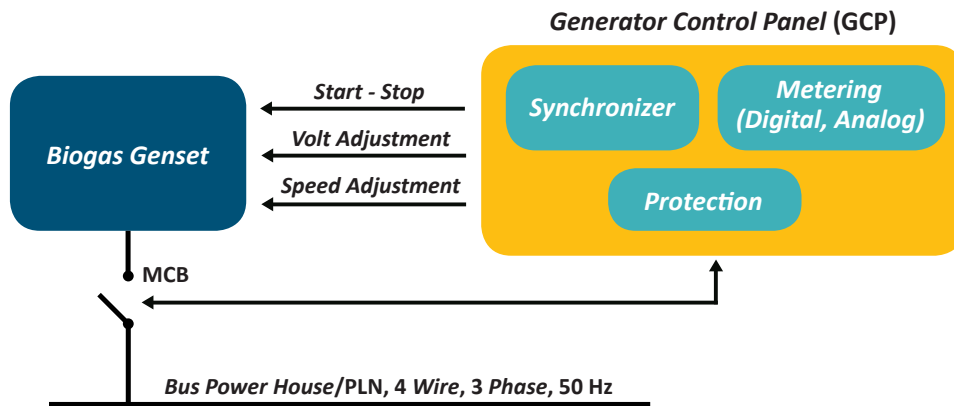 Generator Control Panel (GCP)
Start - Stop
Synchronizer
Metering
(Digital, Analog)
Volt Adjustment
Biogas Genset
Speed Adjustment
Protection
MCB
Bus Power House/PLN, 4 Wire, 3 Phase, 50 Hz